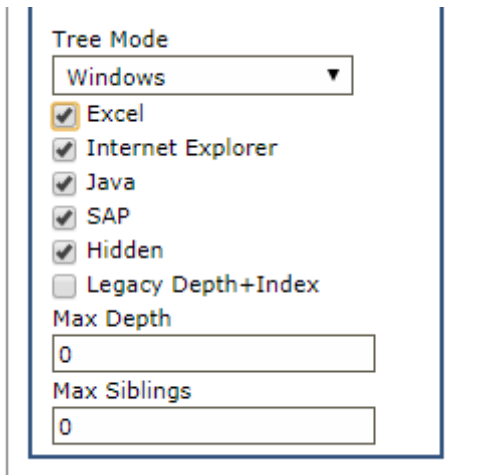 Tree Mode
Windows
Excel
Internet Explorer
Java
SAP
Hidden
Legacy Depth+Index
Max Depth
0
Max Siblings
0